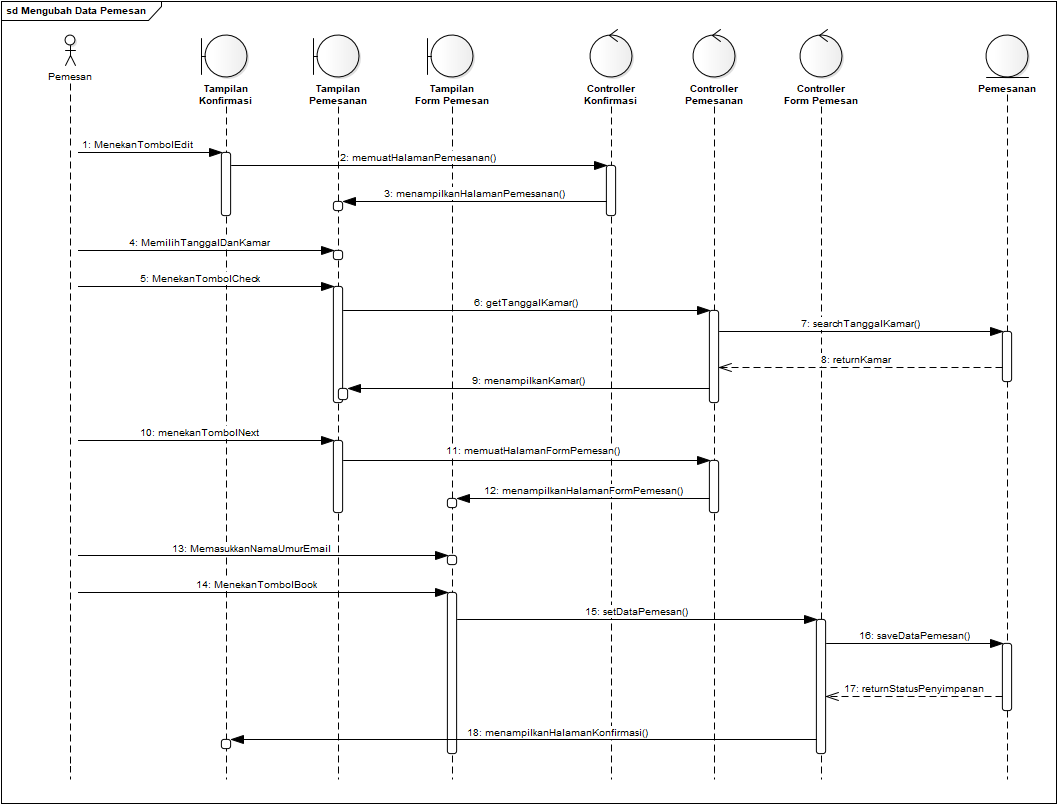 sd Mengubah Data Pemesan
Pemesan
Tampilan
Konfirmasi
Tampilan
Pemesanan
Tampilan
Form Pemesan
Controller
Konfirmasi
Controller
Pemesanan
Controller
Form Pemesan
Pemesanan
1: MenekanTombolEdit
2: memuatHalamanPemesanan()
3: menampilkanHalamanPemesanan()
4: MemilihTanggalDanKamar
5: MenekanTombolCheck
6: getTanggalKamar()
7: searchTanggalKamar()
8: returnKamar
9: menampilkanKamar()
10: menekanTombolNext
11: memuatHalamanFormPemesan()
12: menampilkanHalamanFormPemesan()
13: MemasukkanNamaUmurEmail
14: MenekanTombolBook
15: setDataPemesan()
16: saveDataPemesan()
17: returnStatusPenyimpanan
18: menampilkanHalamanKonfirmasi()